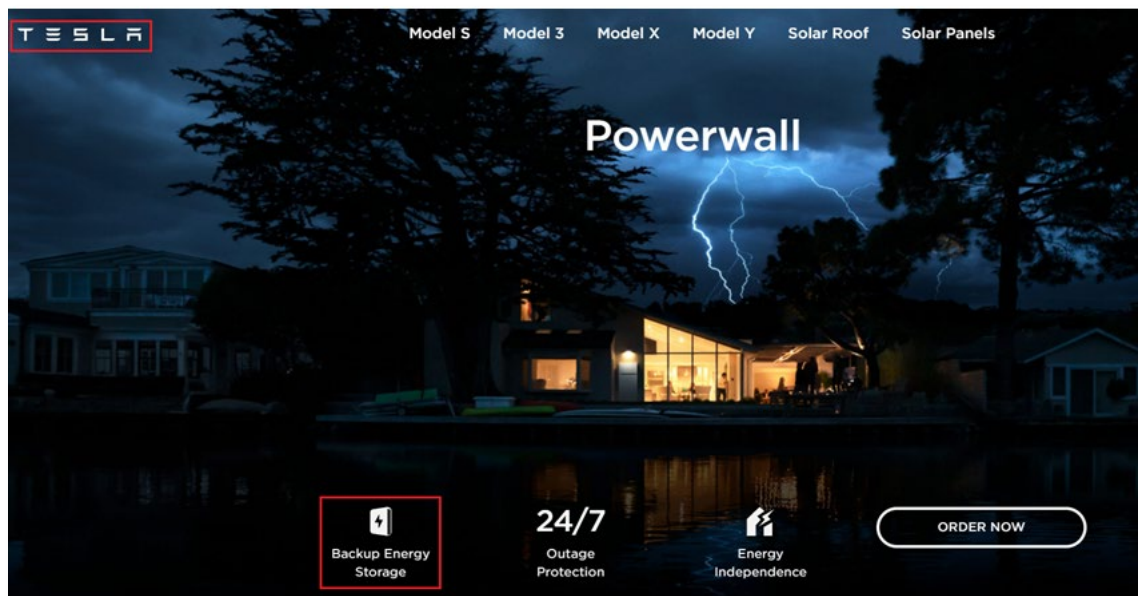 TESLA
Model S Model 3 Model X Model Y Solar Roof Solar Panels
Powerwall
Backup Energy
Storage
24/7
Outage
Protection
Energy
Independence
ORDER NOW